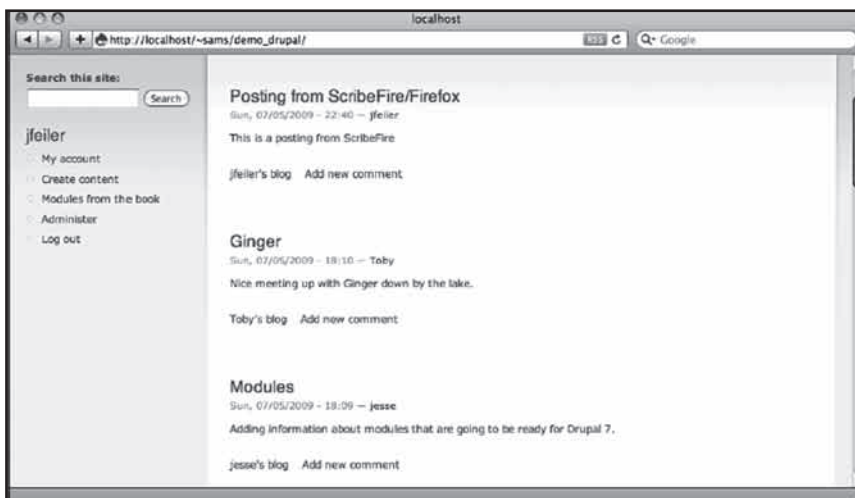 localhost
http://localhost/~sams/demo_drupal/
RSS
Google
Search this site:
Search
jfeiler
My account
Create content
Modules from the book
Administer
Log out
Posting from ScribeFire/Firefox
Sun, 07/05/2009 - 22:40 — jfeiler
This is a posting from ScribeFire
jfeiler's blog Add new comment
Ginger
Sun, 07/05/2009 - 18:10 — Toby
Nice meeting up with Ginger down by the lake.
Toby's blog Add new comment
Modules
Sun, 07/05/2009 - 18:09 — jesse
Adding information about modules that are going to be ready for Drupal 7.
jesse's blog Add new comment